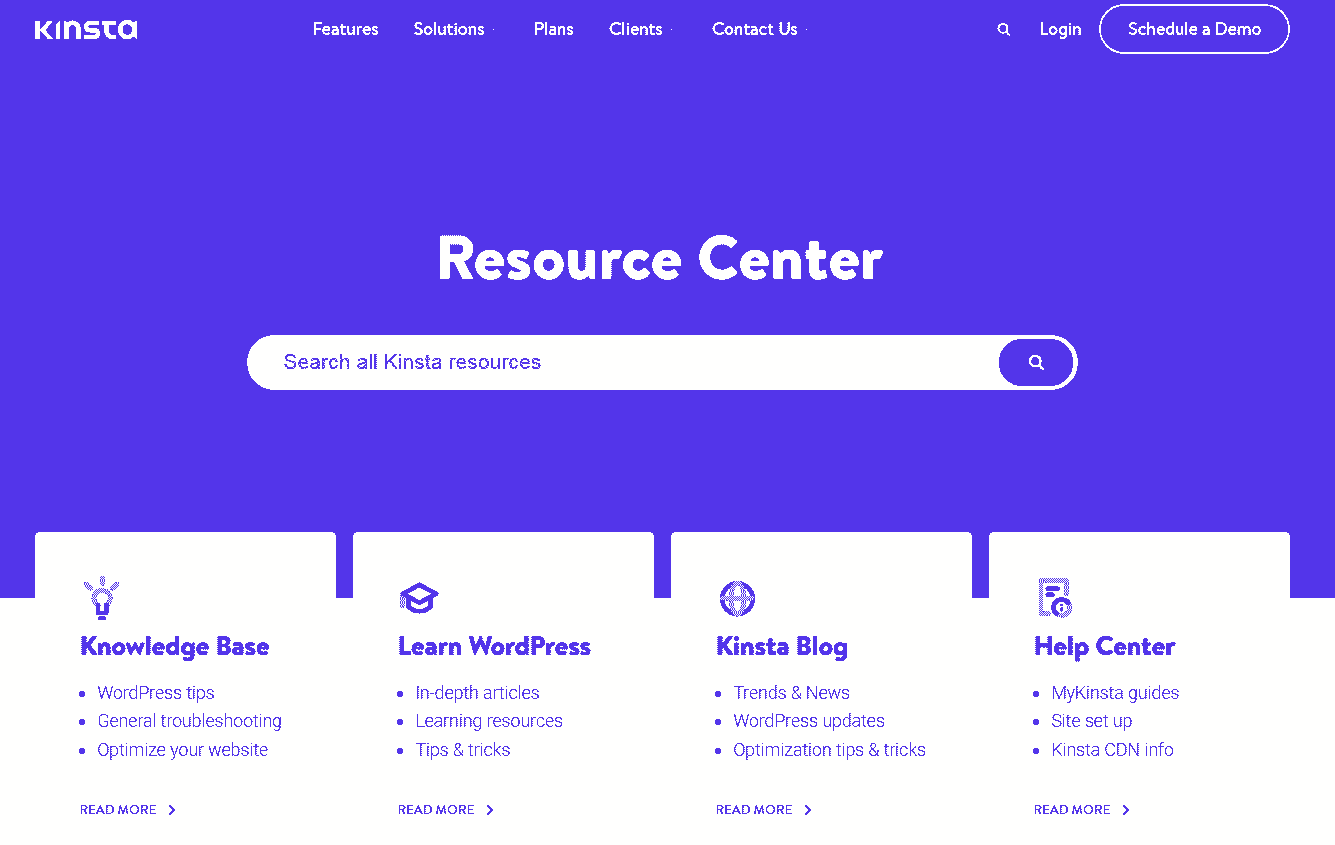 Kinsta
Features Solutions Plans Clients Contact Us Login Schedule a Demo
Resource Center
Search all Kinsta resources
Knowledge Base
WordPress tips
General troubleshooting
Optimize your website
READ MORE
Learn WordPress
In-depth articles
Learning resources
Tips & tricks
READ MORE
Kinsta Blog
Trends & News
WordPress updates
Optimization tips & tricks
READ MORE
Help Center
MyKinsta guides
Site set up
Kinsta CDN info
READ MORE